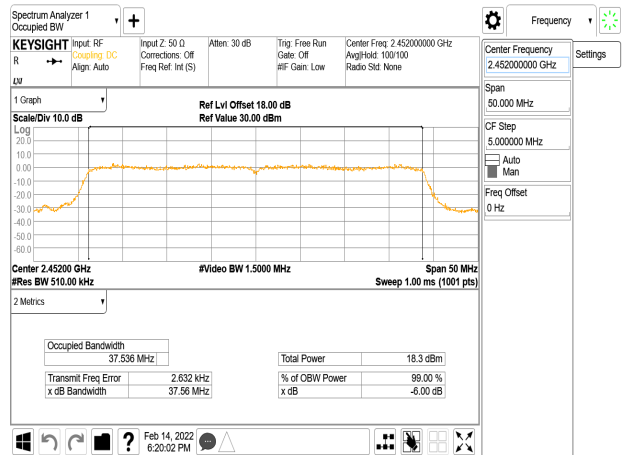 Spectrum Analyzer 1
Occupied BW
Frequency
KEYSIGHT
R
Input: RF
Coupling: DC
Align: Auto
Input Z: 50 Ω
Corrections: Off
Freq Ref: Int (S)
Atten: 30 dB
Trig: Free Run
Gate: Off
#IF Gain: Low
Center Freq: 2.452000000 GHz
Avg|Hold: 100/100
Radio Std: None
Center Frequency
2.452000000 GHz
Settings
Span
50.000 MHz
CF Step
5.000000 MHz
Auto
Man
Freq Offset
0 Hz
1 Graph
Scale/Div 10.0 dB
Ref Lvl Offset 18.00 dB
Ref Value 30.00 dBm
Log
20.0
10.0
0.00
-10.0
-20.0
-30.0
-40.0
-50.0
-60.0
Center 2.45200 GHz
#Video BW 1.5000 MHz
Span 50 MHz
#Res BW 510.00 kHz
Sweep 1.00 ms (1001 pts)
2 Metrics
Occupied Bandwidth
37.536 MHz
Total Power 18.3 dBm
Transmit Freq Error 2.632 kHz
% of OBW Power 99.00 %
x dB Bandwidth 37.56 MHz
x dB -6.00 dB
?
Feb 14, 2022
6:20:02 PM